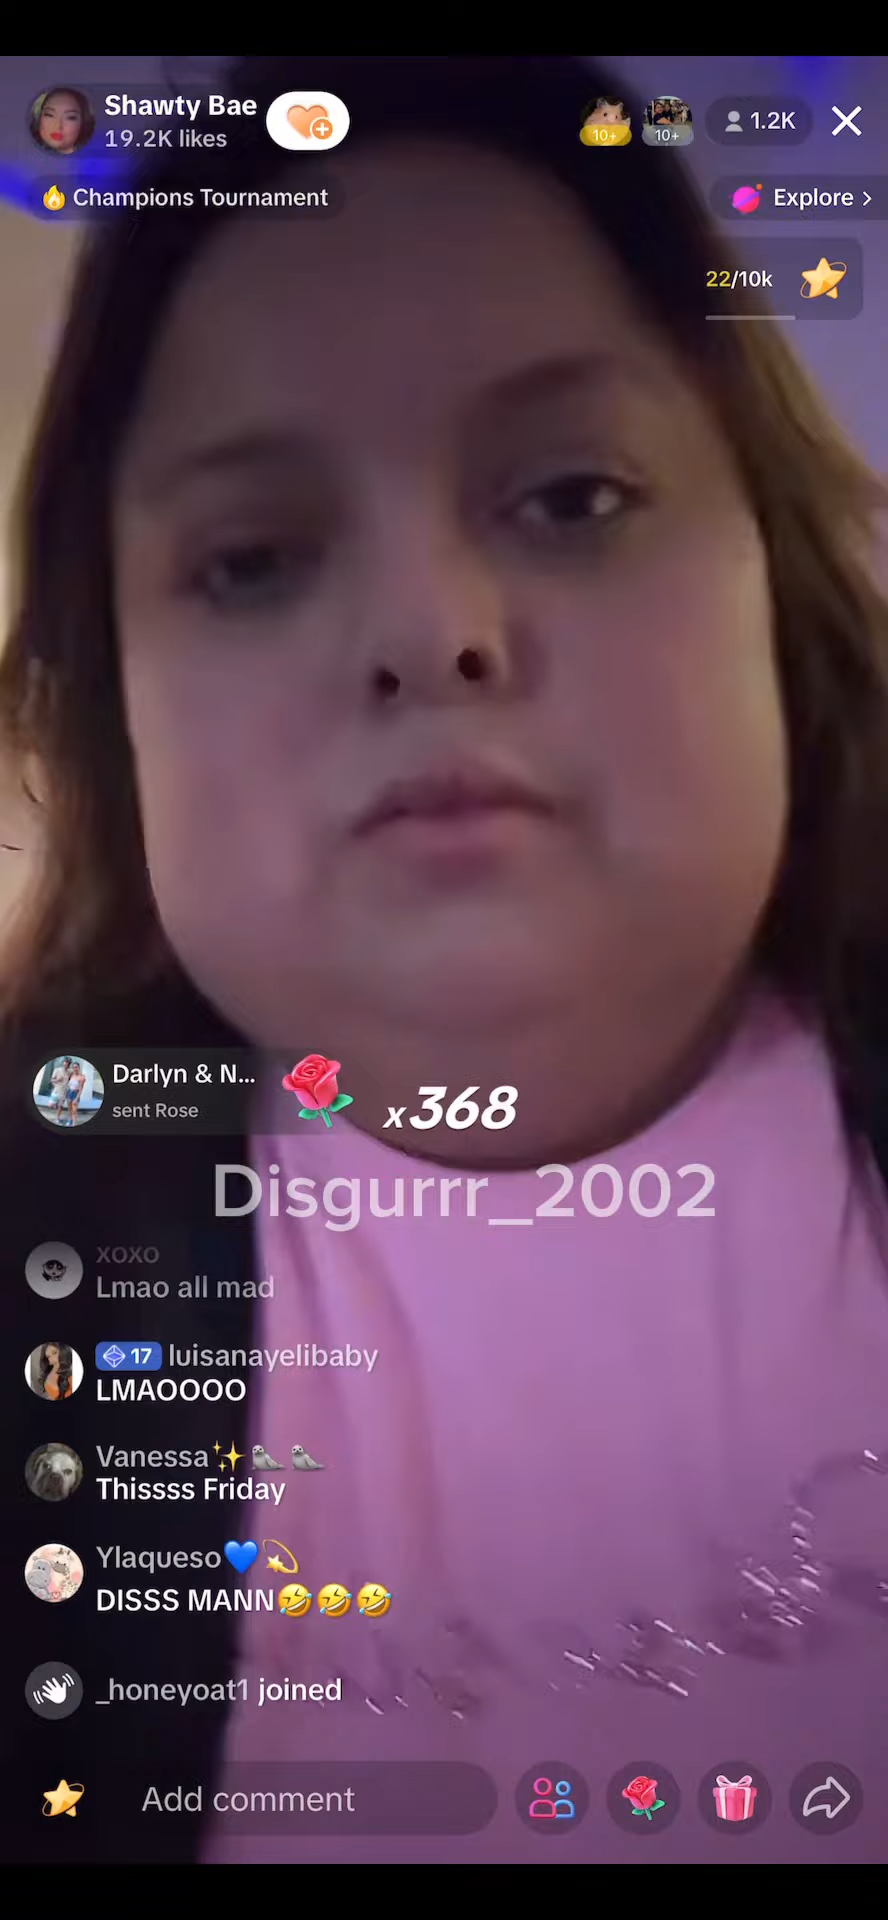 Shawty Bae
19.2K likes
10+
10+
1.2K
Champions Tournament
Explore >
22/10k
Darlyn & N...
sent Rose
x368
Disgurrr_2002
xoxo
Lmao all mad
17 luisanayelibaby
LMAOOOO
Vanessa✨🦭🦭
Thissss Friday
Ylaqueso💙💫
DISSS MANN🤣🤣🤣
_honeyoat1 joined
Add comment